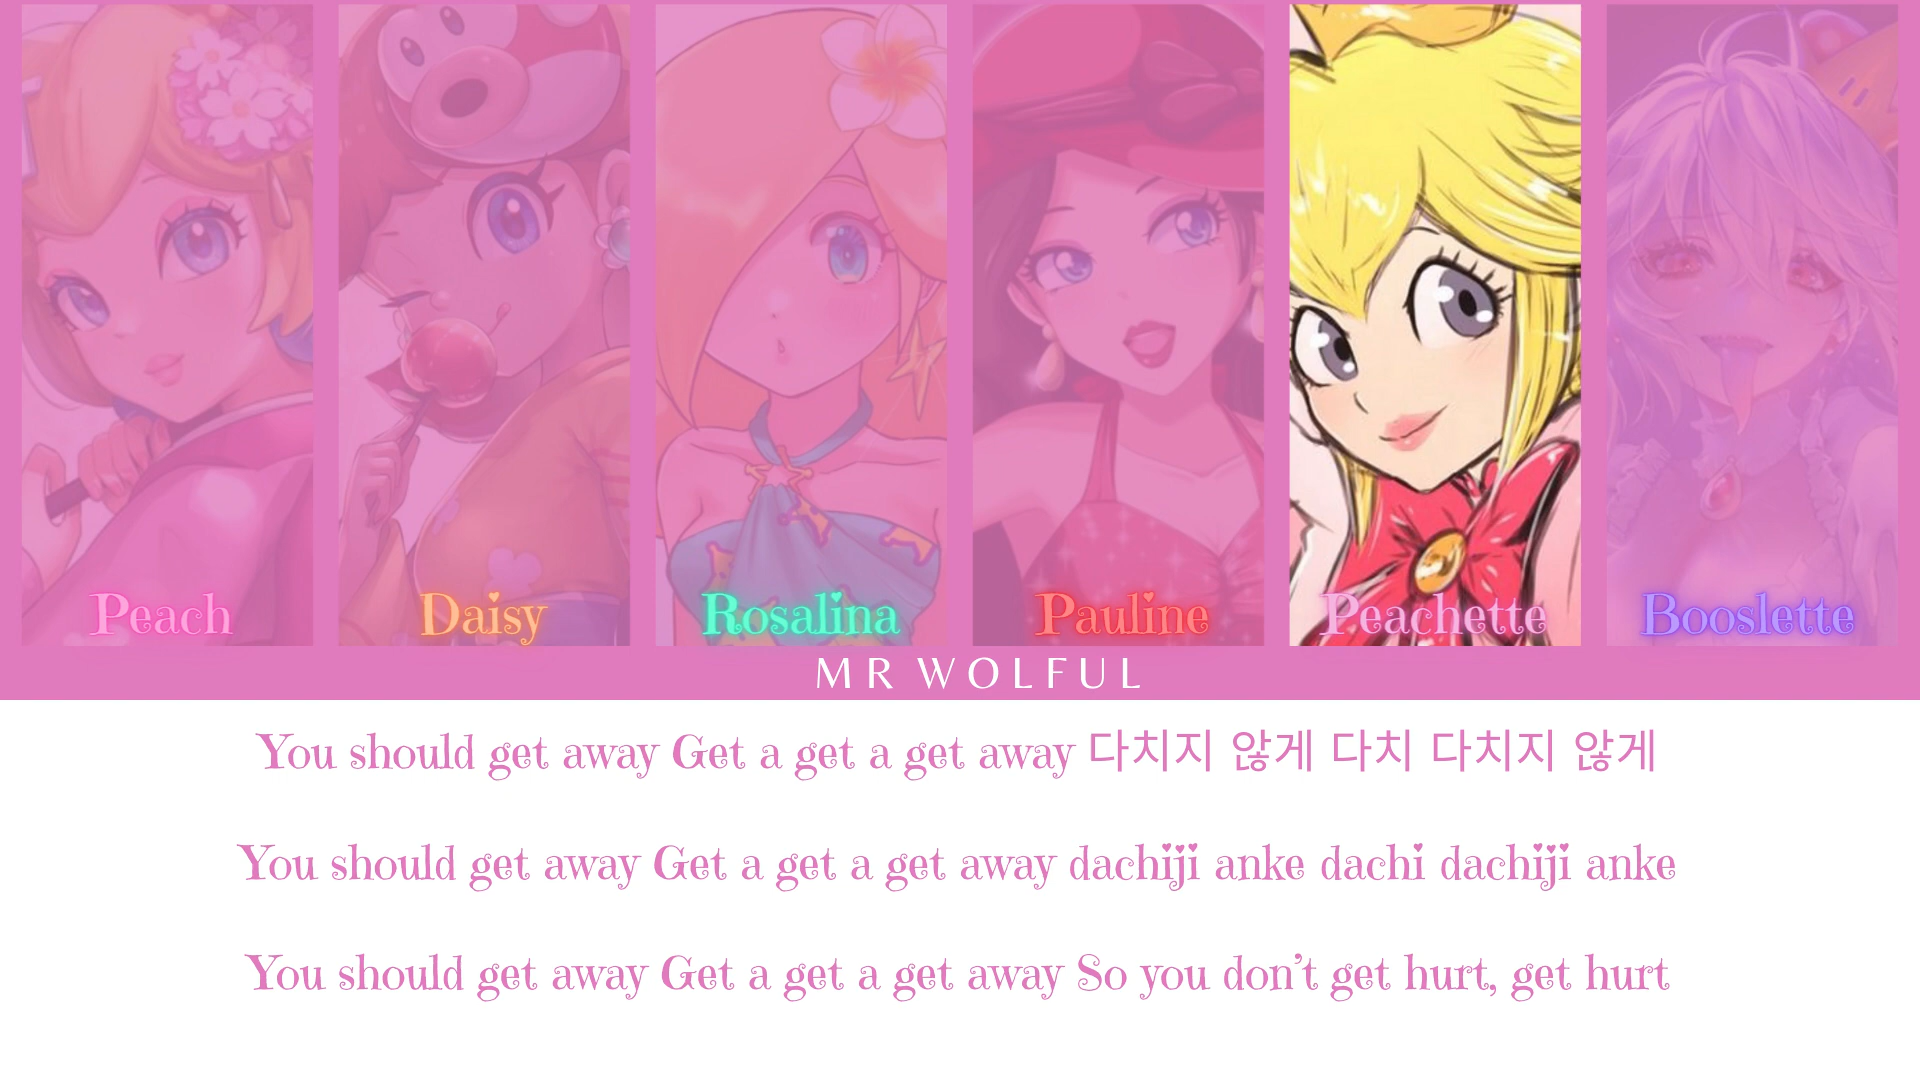 Peach Daisy Rosalina Pauline Peachette Booslette
MR WOLFUL
You should get away Get a get a get away 다치지 않게 다치 다치지 않게
You should get away Get a get a get away dachiji anke dachi dachiji anke
You should get away Get a get a get away So you don't get hurt, get hurt